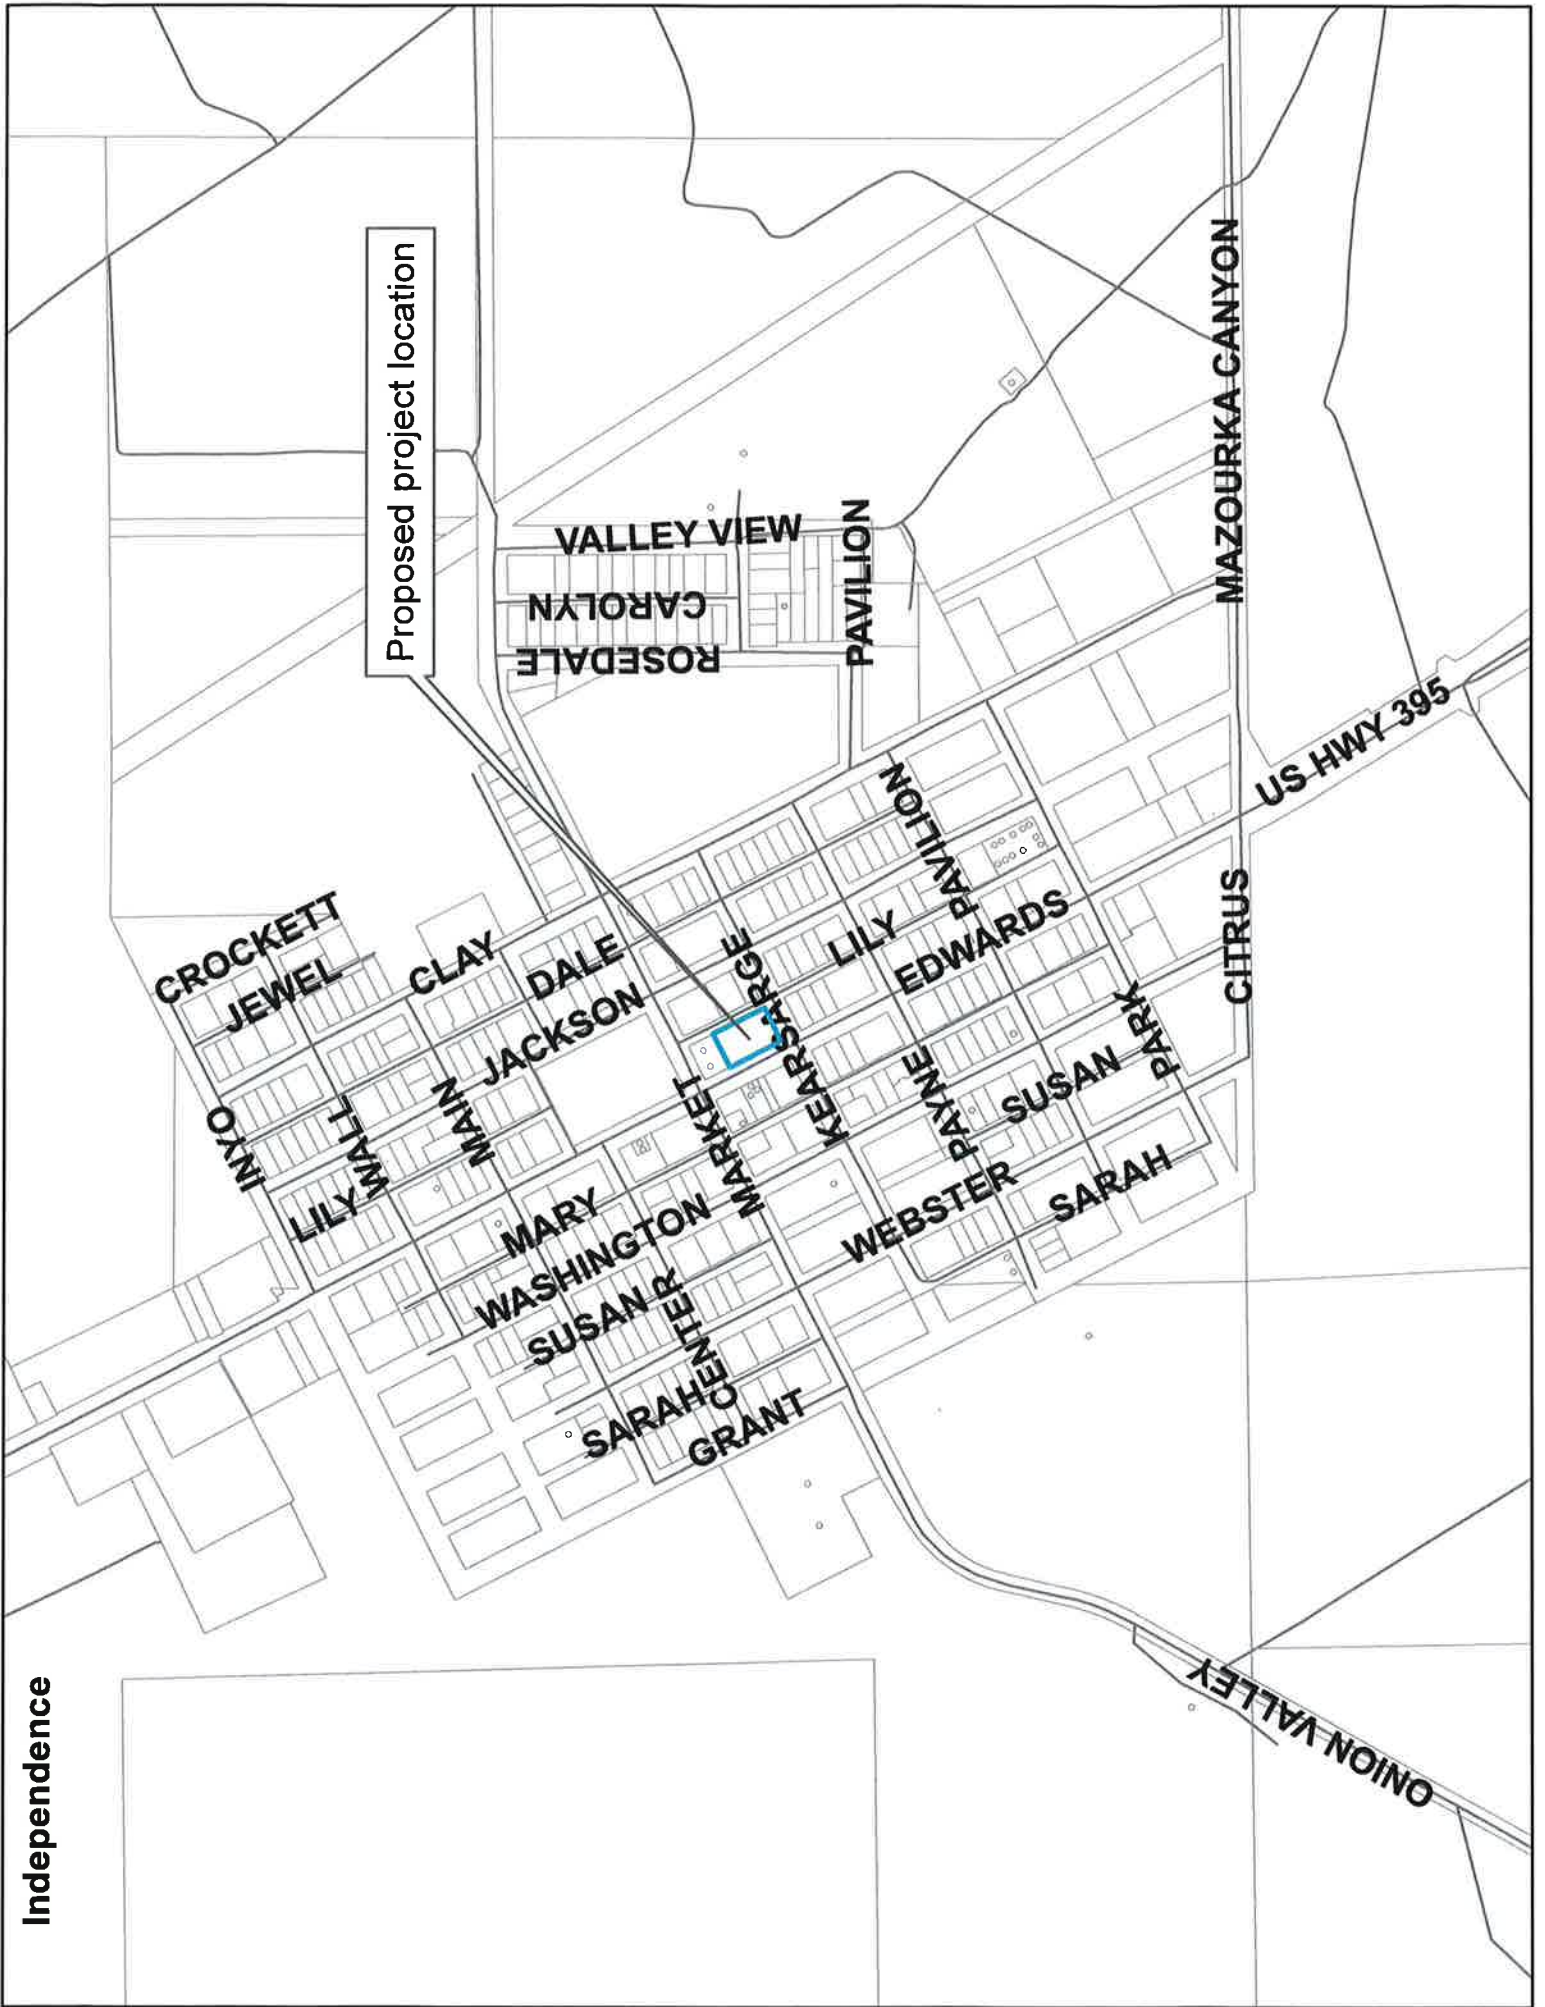 Independence
Proposed project location
CROCKETT
JEWEL
CLAY
DALE
JACKSON
INYO
WALL
MAIN
LILY
MARY
WASHINGTON
SUSAN
CENTER
SARAH
GRANT
MARKET
KEARSARGE
KEARSARGE
VALLEY VIEW
CAROLYN
ROSEDALE
PAVILION
PAVILION
LILY
EDWARDS
PAYNE
PAYNE
SUSAN
PARK
WEBSTER
SARAH
CITRUS
MAZOURKA CANYON
US HWY 395
ONION VALLEY